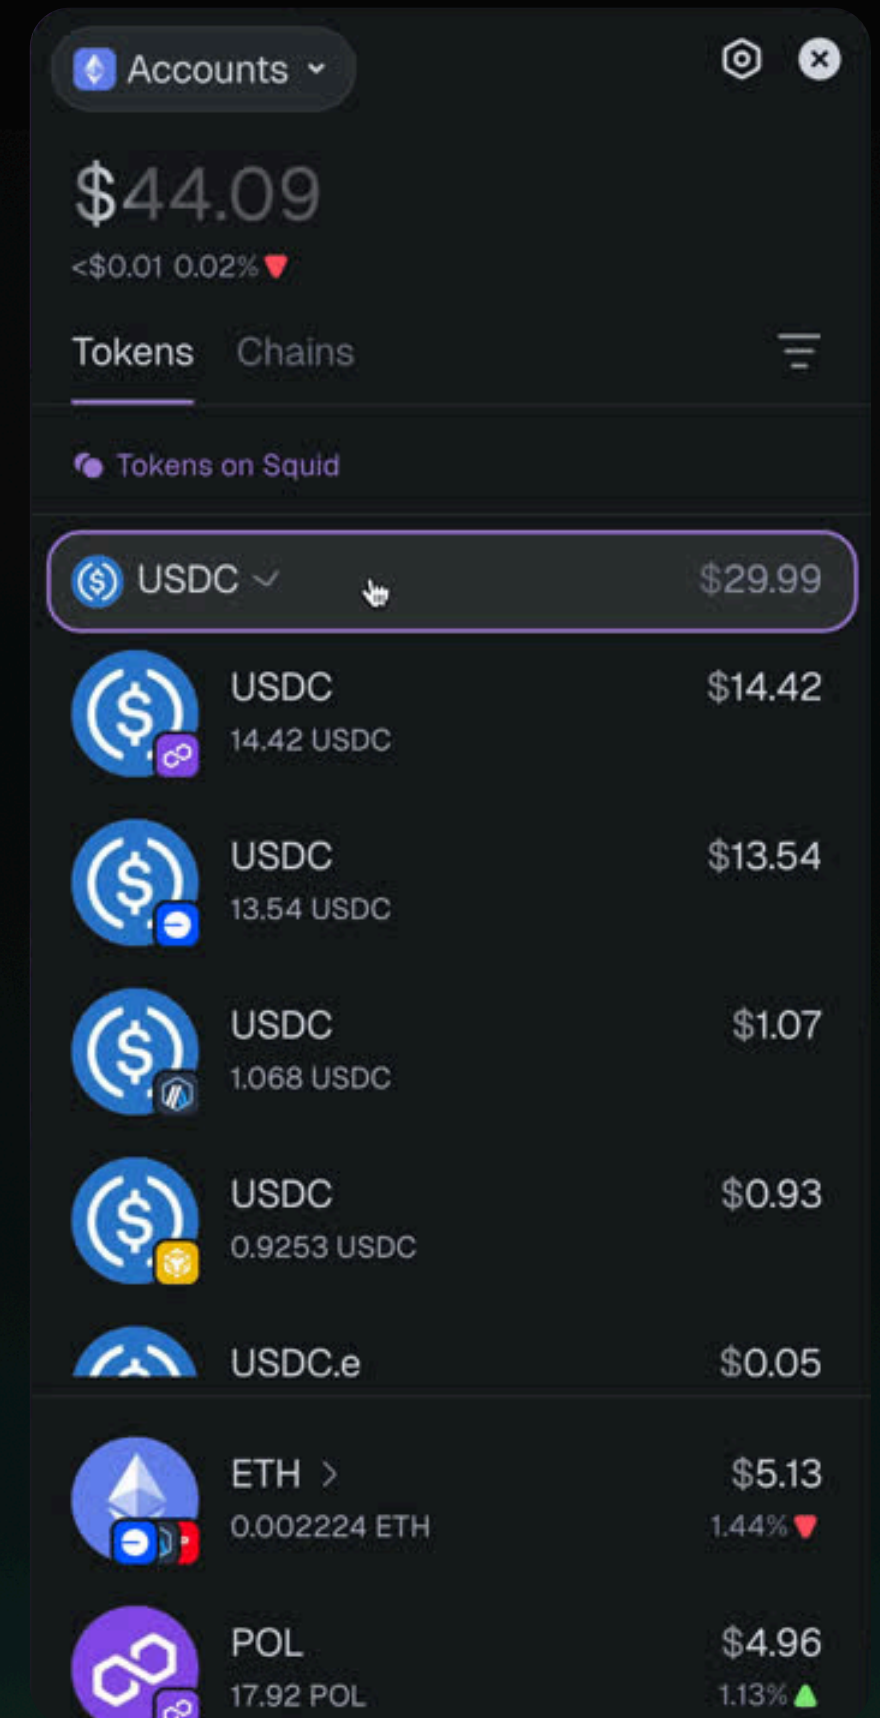 Accounts
$44.09
<$0.01 0.02%
Tokens Chains
Tokens on Squid
USDC $29.99
USDC $14.42
14.42 USDC
USDC $13.54
13.54 USDC
USDC $1.07
1.068 USDC
USDC $0.93
0.9253 USDC
USDC.e $0.05
ETH $5.13
0.002224 ETH 1.44%
POL $4.96
17.92 POL 1.13%